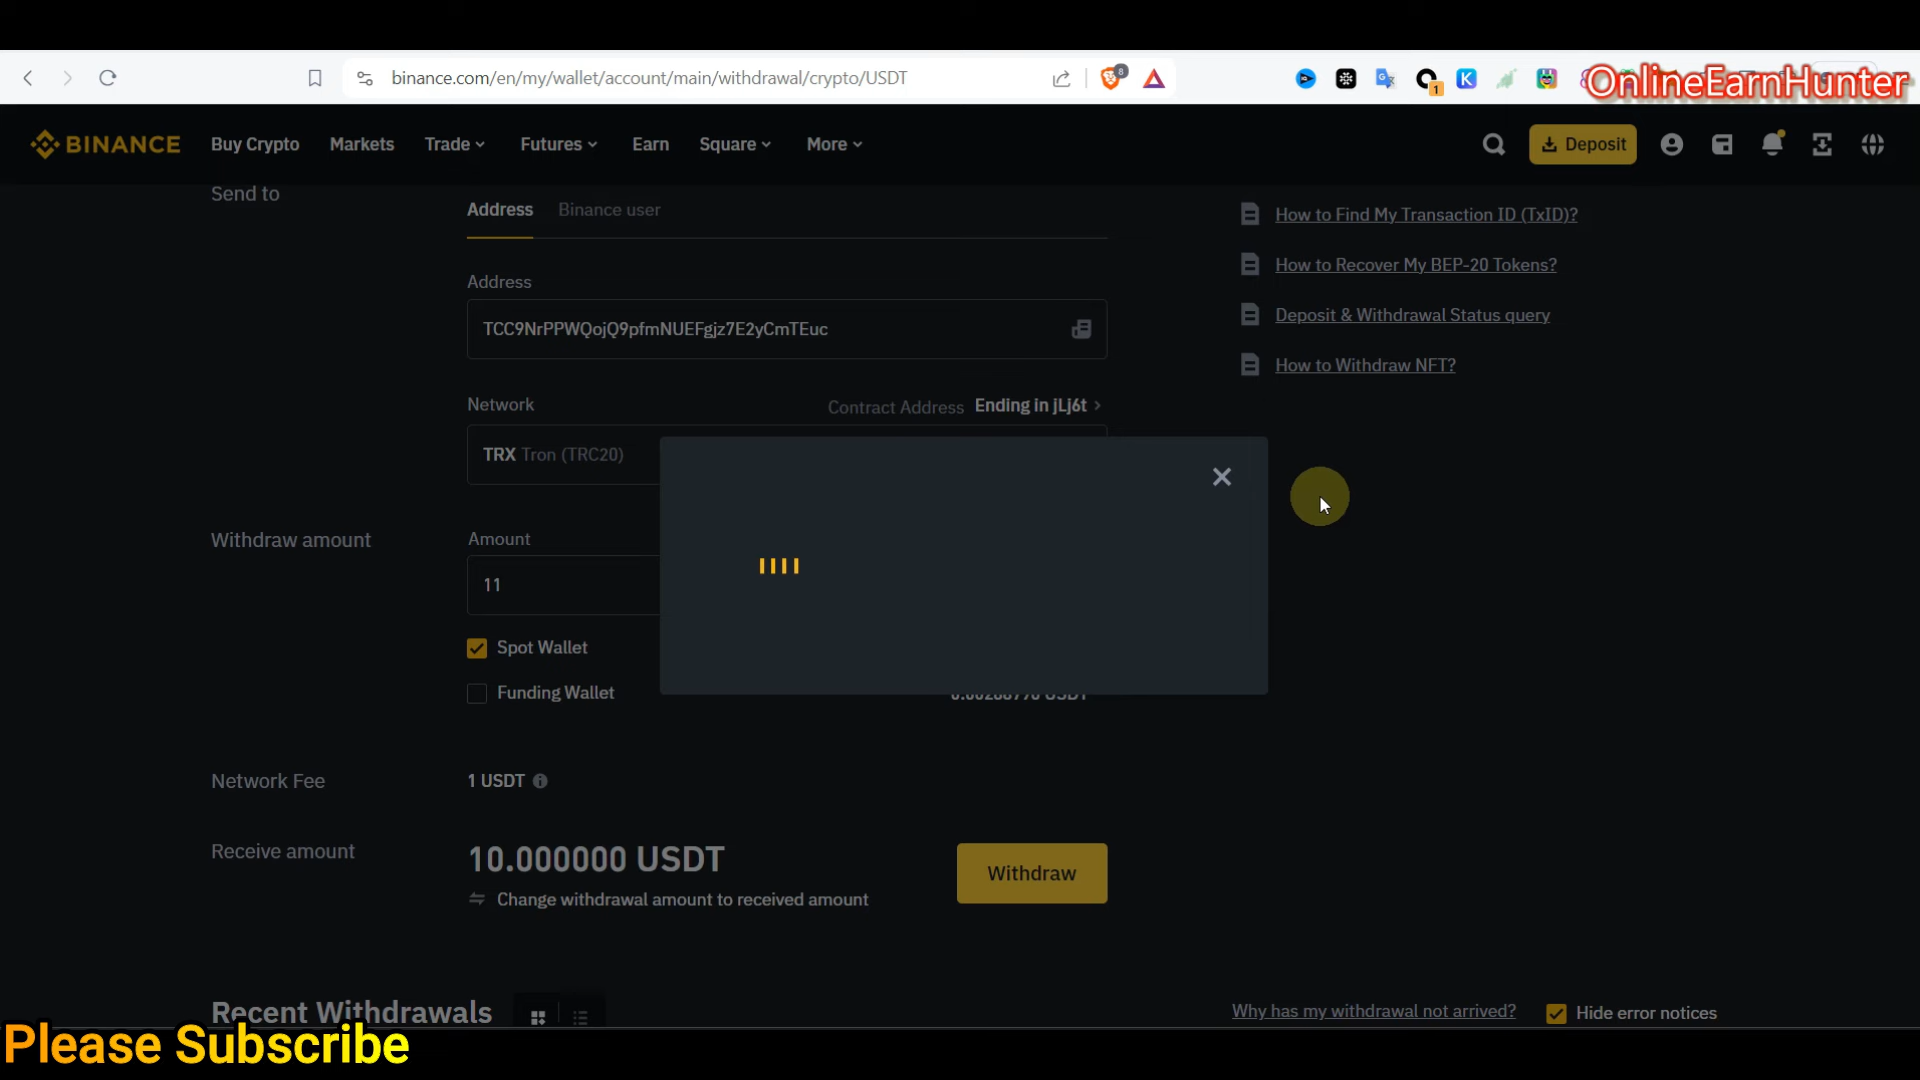 binance.com/en/my/wallet/account/main/withdrawal/crypto/USDT
8
1
OnlineEarnHunter
BINANCE Buy Crypto Markets Trade Futures Earn Square More Deposit
Send to
Address Binance user
How to Find My Transaction ID (TxID)?
How to Recover My BEP-20 Tokens?
Address
TCC9NrPPWQojQ9pfmNUEFgjz7E2yCmTEuc
Deposit & Withdrawal Status query
How to Withdraw NFT?
Network Contract Address Ending in jLj6t
TRX Tron (TRC20)
Withdraw amount Amount
11
Spot Wallet
Funding Wallet
Network Fee 1 USDT
Receive amount 10.000000 USDT
Withdraw
Change withdrawal amount to received amount
Recent Withdrawals Why has my withdrawal not arrived? Hide error notices
Please Subscribe